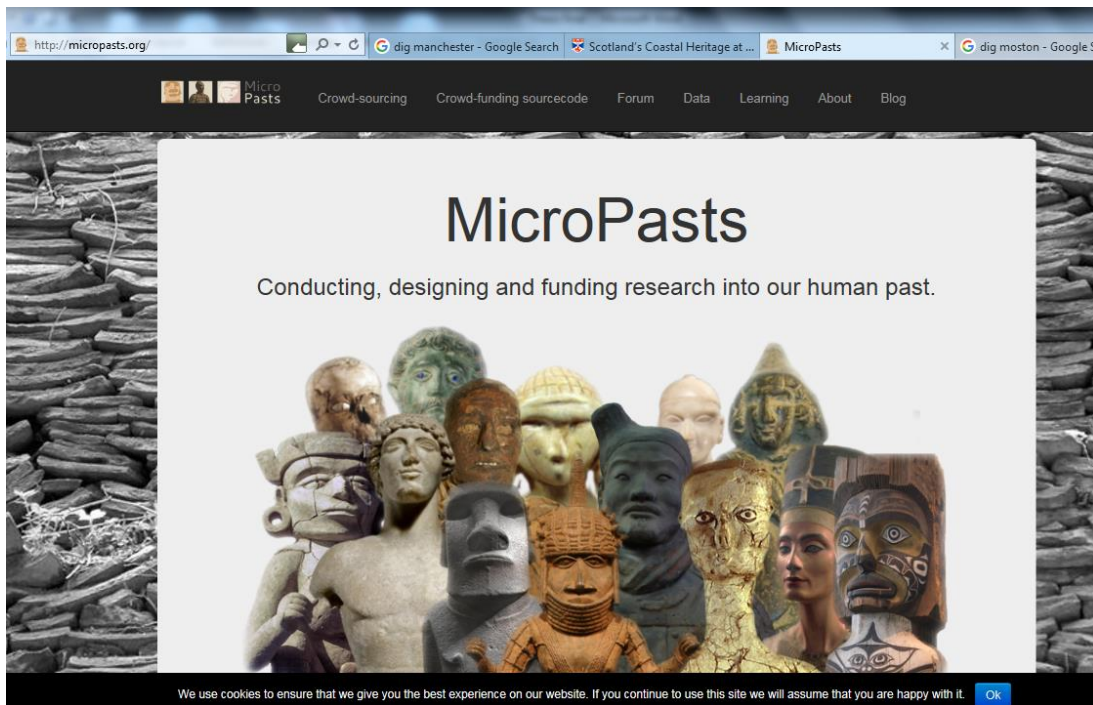 http://micropasts.org/
dig manchester - Google Search
Scotland's Coastal Heritage at ...
MicroPasts
dig moston - Google S
Micro
Pasts
Crowd-sourcing
Crowd-funding sourcecode
Forum
Data
Learning
About
Blog
MicroPasts
Conducting, designing and funding research into our human past.
We use cookies to ensure that we give you the best experience on our website. If you continue to use this site we will assume that you are happy with it.
Ok